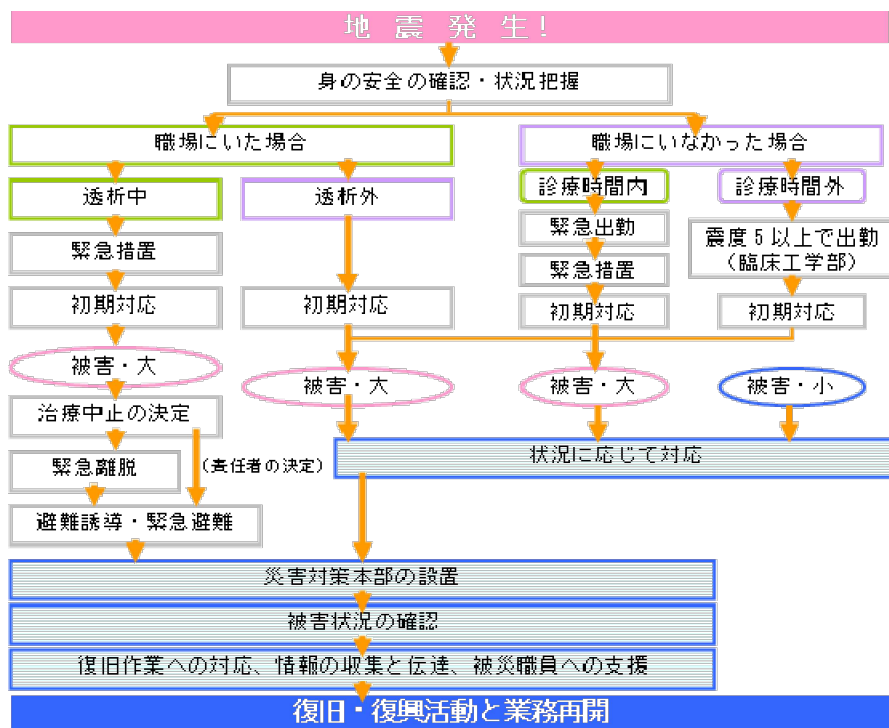 地震発生!
身の安全の確認・状況把握
職場にいた場合
職場にいなかった場合
透析中
透析外
診療時間内
診療時間外
緊急措置
緊急出勤
震度5以上で出勤
(臨床工学部)
緊急措置
初期対応
初期対応
初期対応
初期対応
被害・大
被害・大
被害・大
被害・小
治療中止の決定
緊急離脱
(責任者の決定)
状況に応じて対応
避難誘導・緊急避難
災害対策本部の設置
被害状況の確認
復旧作業への対応、情報の収集と伝達、被災職員への支援
復旧・復興活動と業務再開